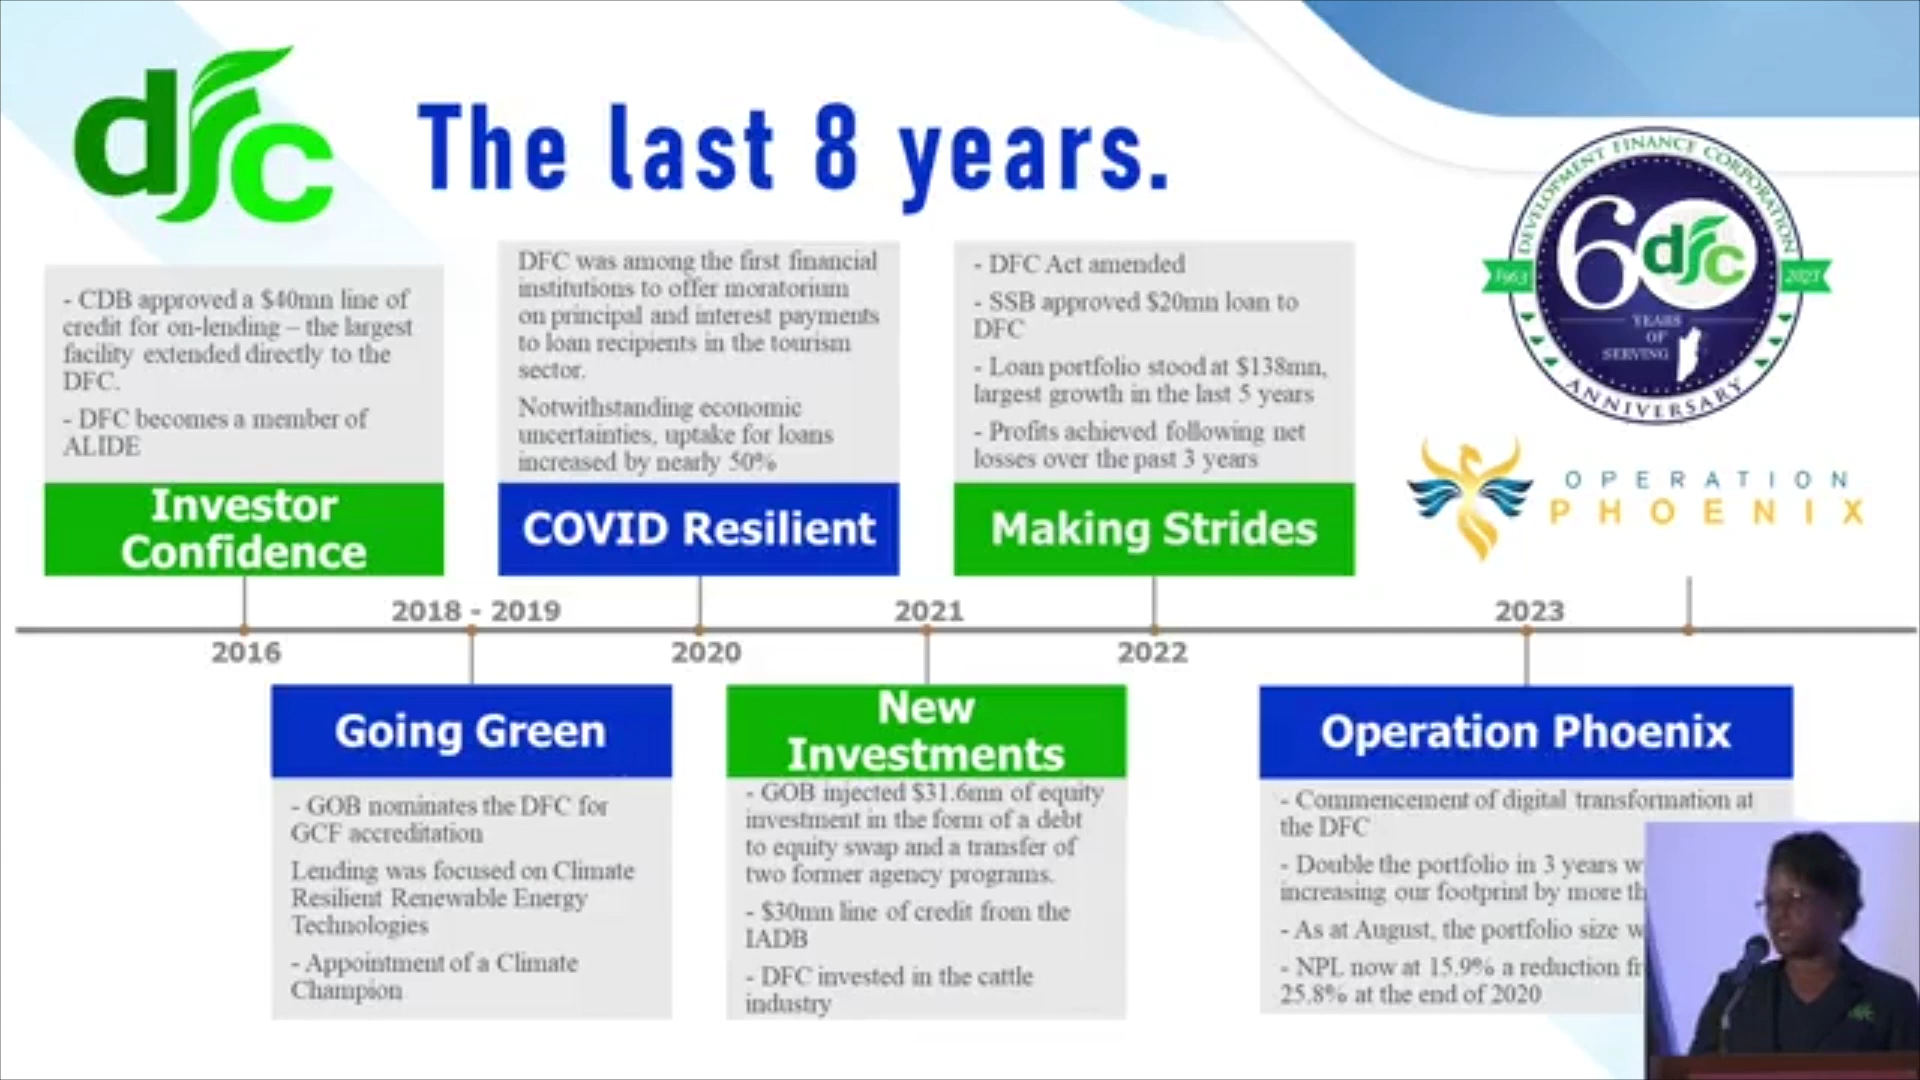 dfc
The last 8 years.
DEVELOPMENT FINANCE CORPORATION
60
dfc
1963
YEARS
OF
SERVING
ANNIVERSARY
OPERATION
PHOENIX
- CDB approved a $40mn line of
credit for on-lending – the largest
facility extended directly to the
DFC.
- DFC becomes a member of
ALIDE
Investor
Confidence
DFC was among the first financial
institutions to offer moratorium
on principal and interest payments
to loan recipients in the tourism
sector.
Notwithstanding economic
uncertainties, uptake for loans
increased by nearly 50%
COVID Resilient
- DFC Act amended
- SSB approved $20mn loan to
DFC
- Loan portfolio stood at $138mn,
largest growth in the last 5 years
- Profits achieved following net
losses over the past 3 years
Making Strides
2018 - 2019
2021
2023
2016
2020
2022
Going Green
- GOB nominates the DFC for
GCF accreditation
Lending was focused on Climate
Resilient Renewable Energy
Technologies
- Appointment of a Climate
Champion
New
Investments
- GOB injected $31.6mn of equity
investment in the form of a debt
to equity swap and a transfer of
two former agency programs.
- $30mn line of credit from the
IADB
- DFC invested in the cattle
industry
Operation Phoenix
- Commencement of digital transformation at
the DFC
- Double the portfolio in 3 years
increasing our footprint by more
- As at August, the portfolio size
- NPL now at 15.9% a reduction
25.8% at the end of 2020